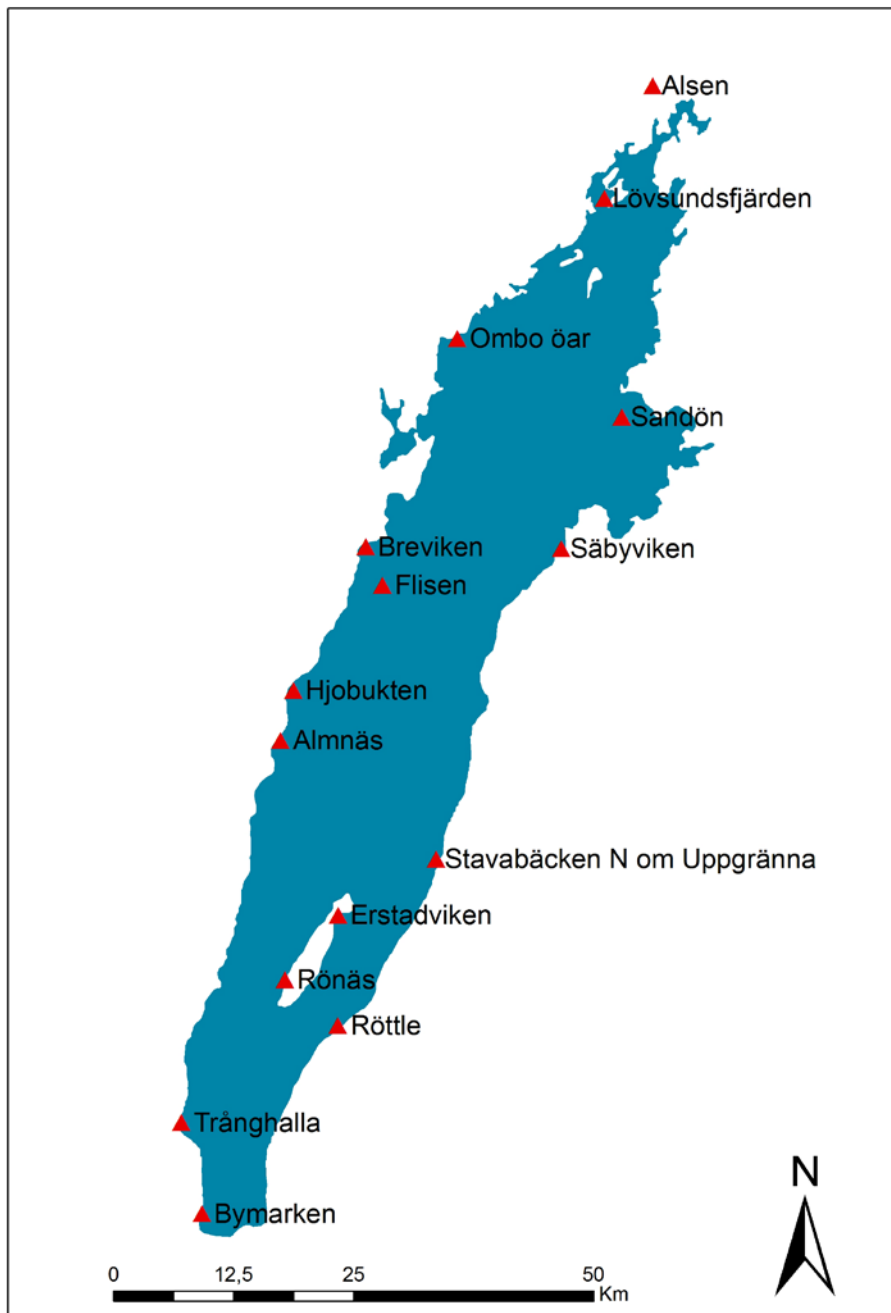 Alsen
Lövsundsfjärden
Ombo öar
Sandön
Breviken
Säbyviken
Flisen
Hjobukten
Almnäs
Stavabäcken N om Uppgränna
Erstadviken
Rönäs
Röttle
Trånghalla
N
Bymarken
0 12,5 25 50
Km